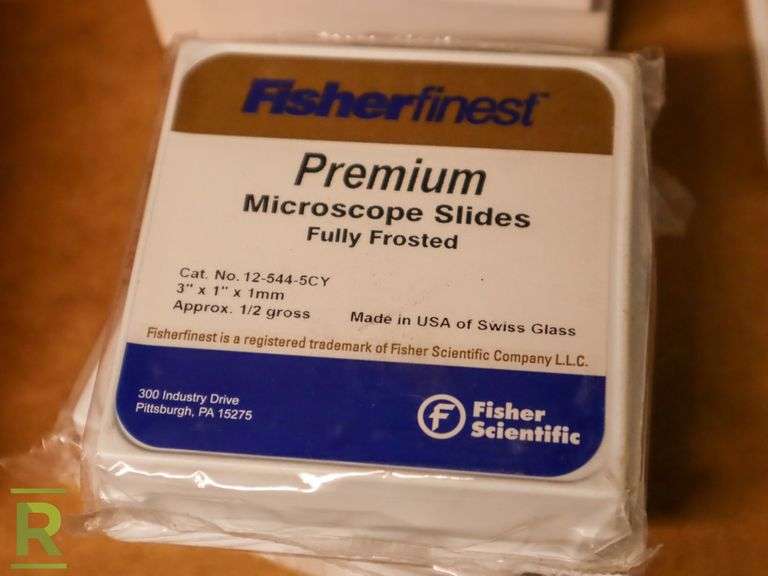 Fisherfinest™
Premium
Microscope Slides
Fully Frosted
Cat. No. 12-544-5CY
3" x 1" x 1mm
Approx. 1/2 gross
Made in USA of Swiss Glass
Fisherfinest is a registered trademark of Fisher Scientific Company L.L.C.
300 Industry Drive
Pittsburgh, PA 15275
Fisher
Scientific
R